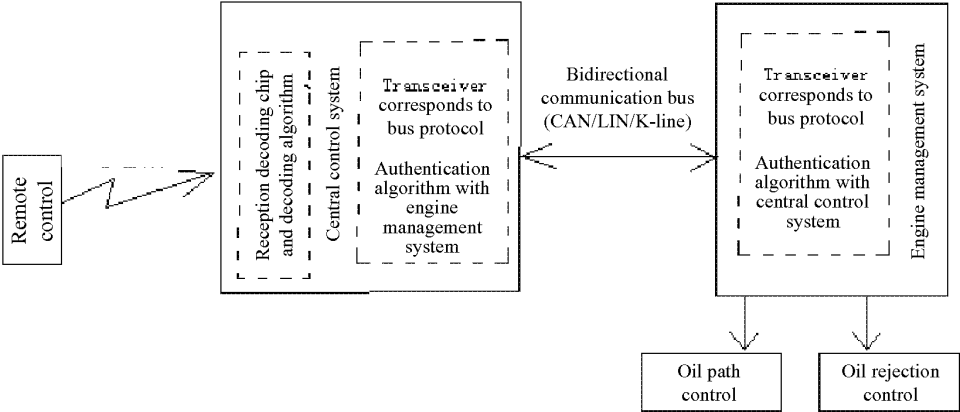 Remote
control
Reception decoding chip
and decoding algorithm
Central control system
Transceiver
corresponds to
bus protocol
Authentication
algorithm with
engine
management
system
Bidirectional
communication bus
(CAN/LIN/K-line)
Transceiver
corresponds to
bus protocol
Authentication
algorithm with
central control
system
Engine management system
Oil path
control
Oil rejection
control